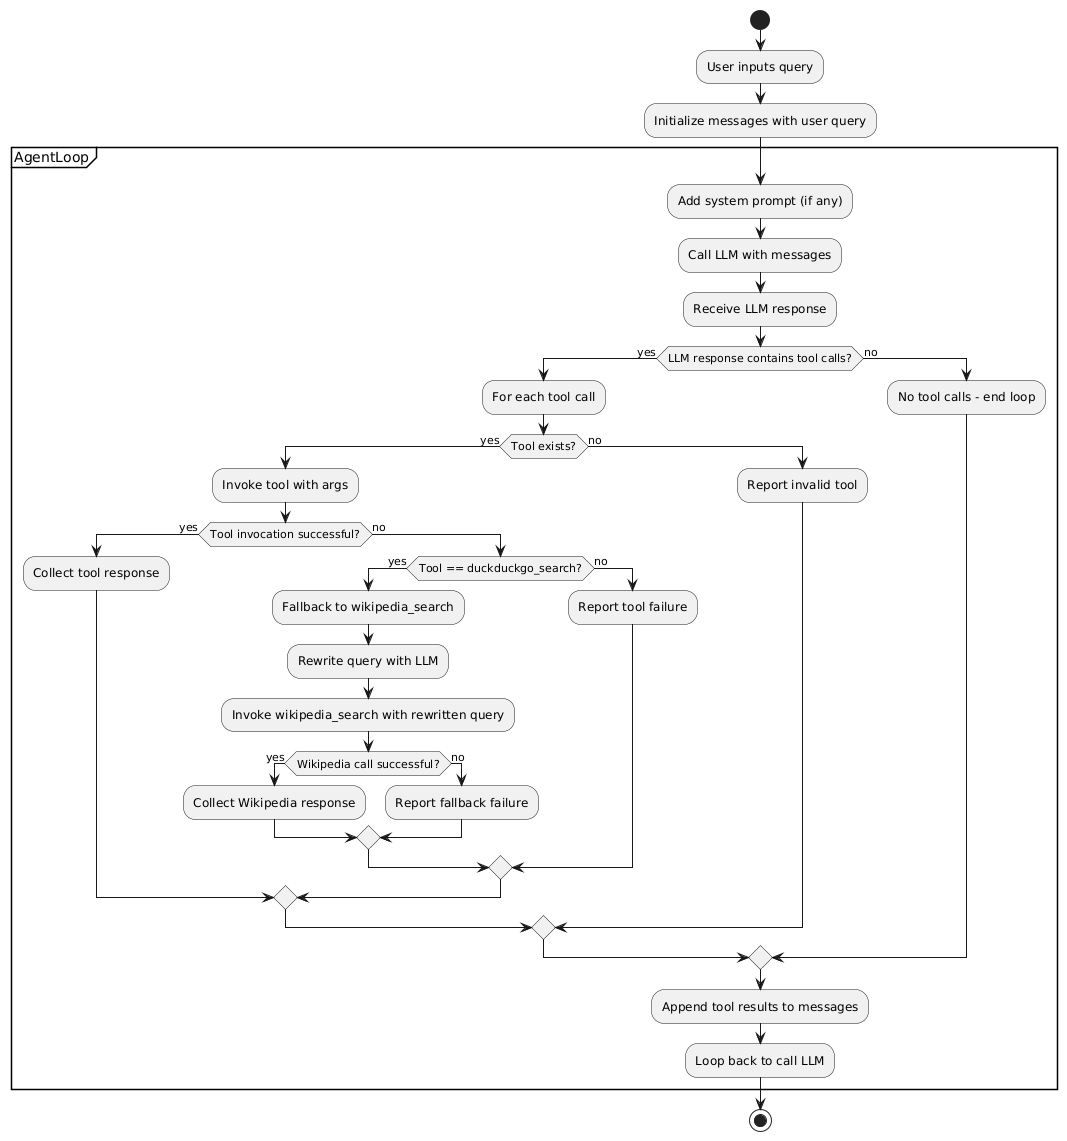 User inputs query
Initialize messages with user query
AgentLoop
Add system prompt (if any)
Call LLM with messages
Receive LLM response
yes
LLM response contains tool calls?
no
For each tool call
No tool calls - end loop
yes
Tool exists?
no
Invoke tool with args
Report invalid tool
yes
Tool invocation successful?
no
Collect tool response
yes
Tool == duckduckgo_search?
no
Fallback to wikipedia_search
Report tool failure
Rewrite query with LLM
Invoke wikipedia_search with rewritten query
yes
Wikipedia call successful?
no
Collect Wikipedia response
Report fallback failure
Append tool results to messages
Loop back to call LLM